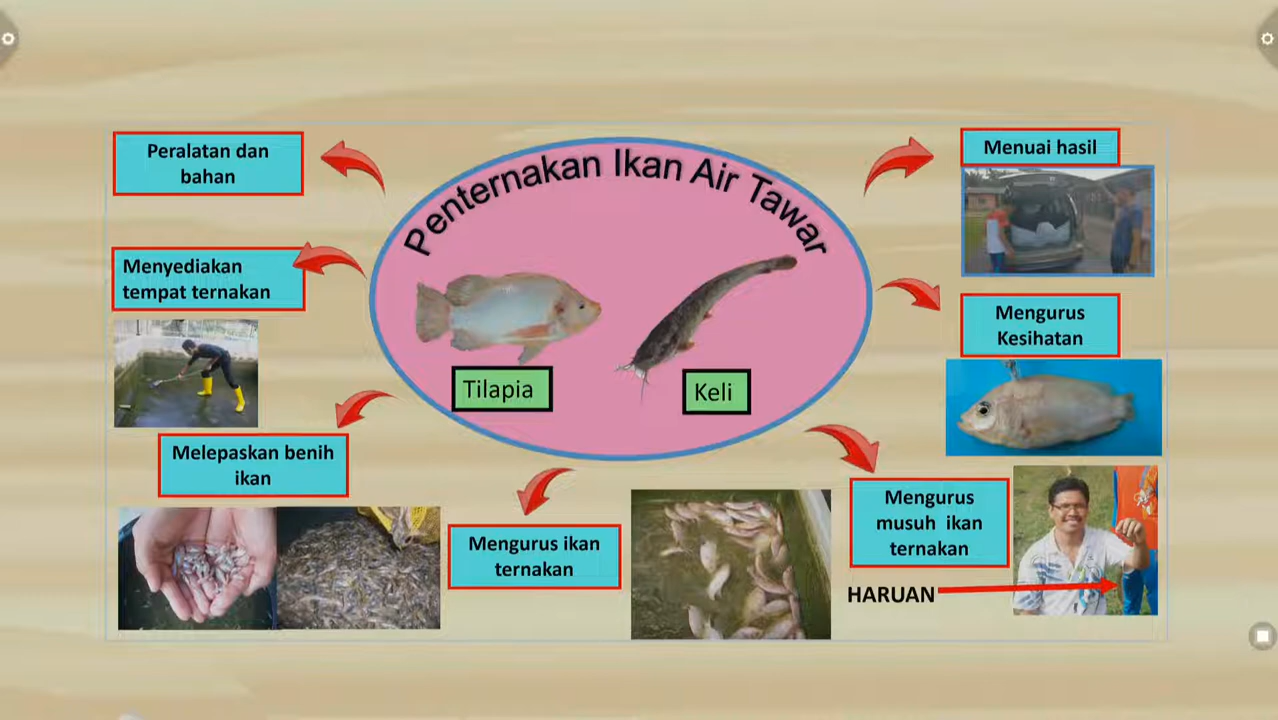 Penternakan Ikan Air Tawar
Tilapia
Keli
Peralatan dan
bahan
Menyediakan
tempat ternakan
Melepaskan benih
ikan
Mengurus ikan
ternakan
Mengurus
musuh ikan
ternakan
HARUAN
Mengurus
Kesihatan
Menuai hasil